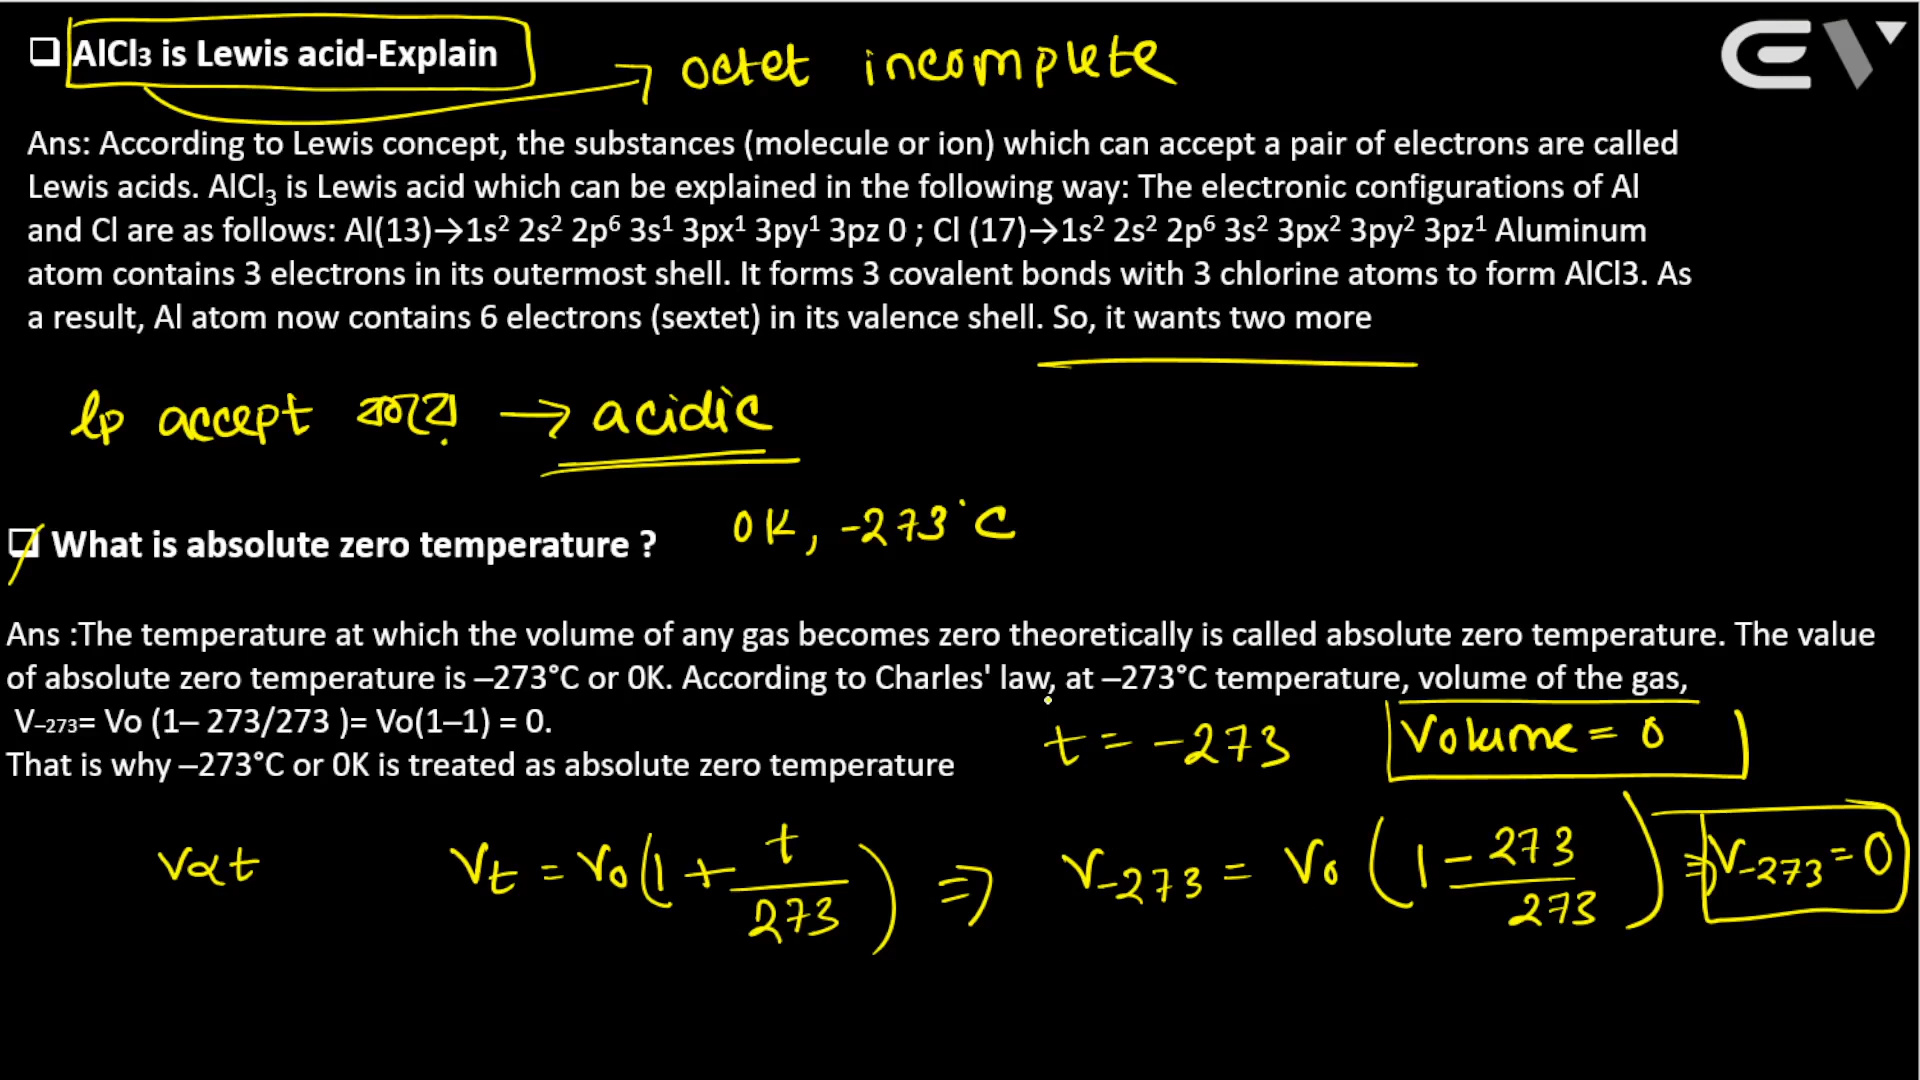 ❑ AlCl₃ is Lewis acid-Explain
→ octet incomplete
EV
Ans: According to Lewis concept, the substances (molecule or ion) which can accept a pair of electrons are called
Lewis acids. AlCl₃ is Lewis acid which can be explained in the following way: The electronic configurations of Al
and Cl are as follows: Al(13)→1s² 2s² 2p⁶ 3s¹ 3px¹ 3py¹ 3pz 0 ; Cl (17)→1s² 2s² 2p⁶ 3s² 3px² 3py² 3pz¹ Aluminum
atom contains 3 electrons in its outermost shell. It forms 3 covalent bonds with 3 chlorine atoms to form AlCl3. As
a result, Al atom now contains 6 electrons (sextet) in its valence shell. So, it wants two more
lp accept করে → acidic
❑ What is absolute zero temperature ?
0K, -273°C
Ans :The temperature at which the volume of any gas becomes zero theoretically is called absolute zero temperature. The value
of absolute zero temperature is –273°C or 0K. According to Charles' law, at –273°C temperature, volume of the gas,
V₋₂₇₃= Vo (1– 273/273 )= Vo(1–1) = 0.
t = -273
Volume = 0
That is why –273°C or 0K is treated as absolute zero temperature
V∝t
Vt = V₀(1 + t/273) ⇒ V₋₂₇₃ = V₀ (1 - 273/273) ⇒ V₋₂₇₃ = 0